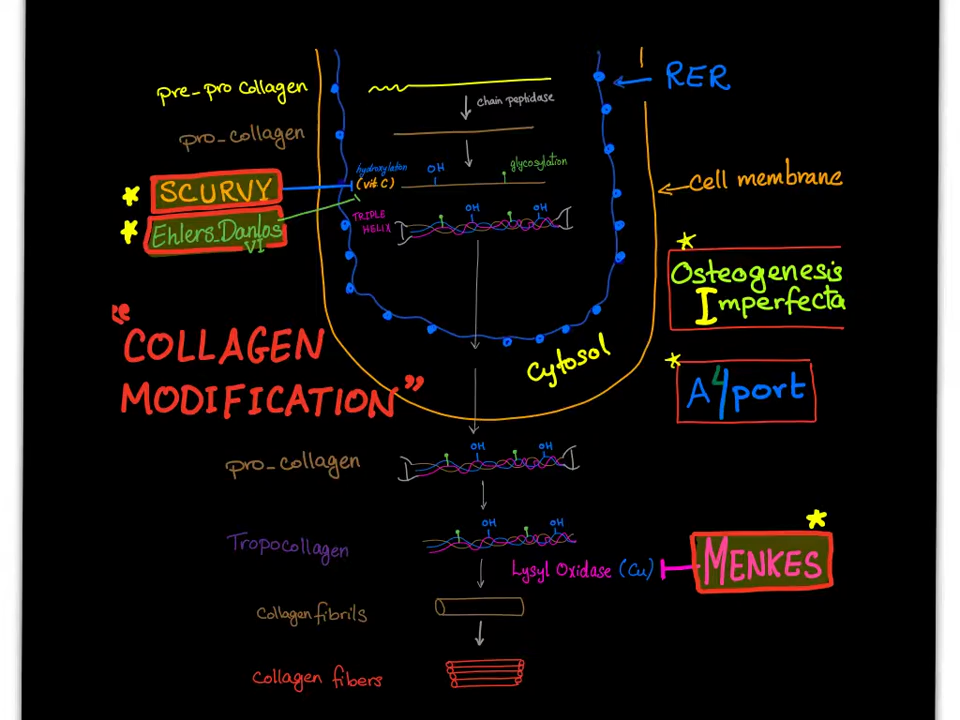 pre-pro collagen
chain peptidase
RER
pro-collagen
hydroxylation
(vit C)
OH
glycosylation
Cell membrane
SCURVY
Ehlers-Danlos
VI
TRIPLE
HELIX
OH
OH
Osteogenesis
Imperfecta
"COLLAGEN
MODIFICATION"
Cytosol
A4port
pro-collagen
OH
OH
Tropocollagen
OH
OH
Lysyl Oxidase (Cu)
MENKES
Collagen fibrils
Collagen fibers